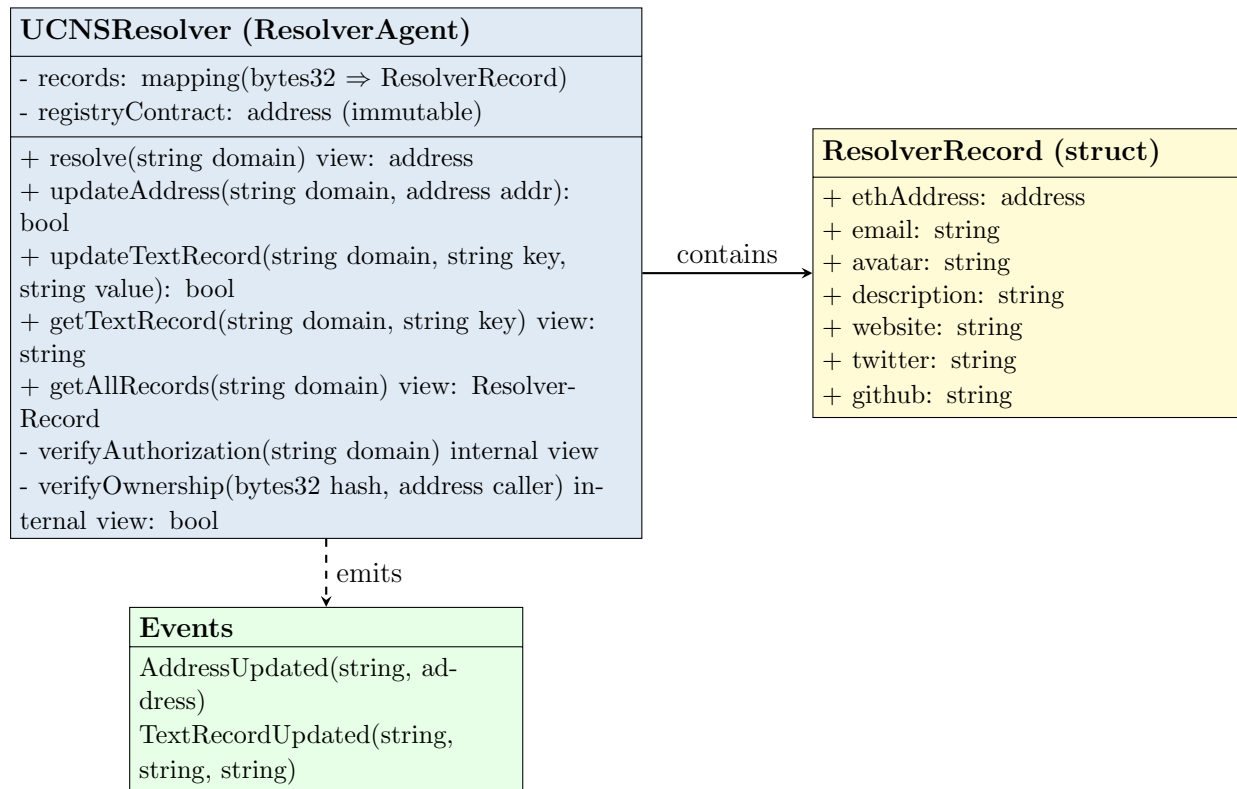 UCNSResolver (ResolverAgent)
- records: mapping(bytes32 ⇒ ResolverRecord)
- registryContract: address (immutable)
+ resolve(string domain) view: address
+ updateAddress(string domain, address addr):
bool
+ updateTextRecord(string domain, string key,
string value): bool
+ getTextRecord(string domain, string key) view:
string
+ getAllRecords(string domain) view: Resolver-
Record
- verifyAuthorization(string domain) internal view
- verifyOwnership(bytes32 hash, address caller) in-
ternal view: bool
contains
ResolverRecord (struct)
+ ethAddress: address
+ email: string
+ avatar: string
+ description: string
+ website: string
+ twitter: string
+ github: string
emits
Events
AddressUpdated(string, ad-
dress)
TextRecordUpdated(string,
string, string)